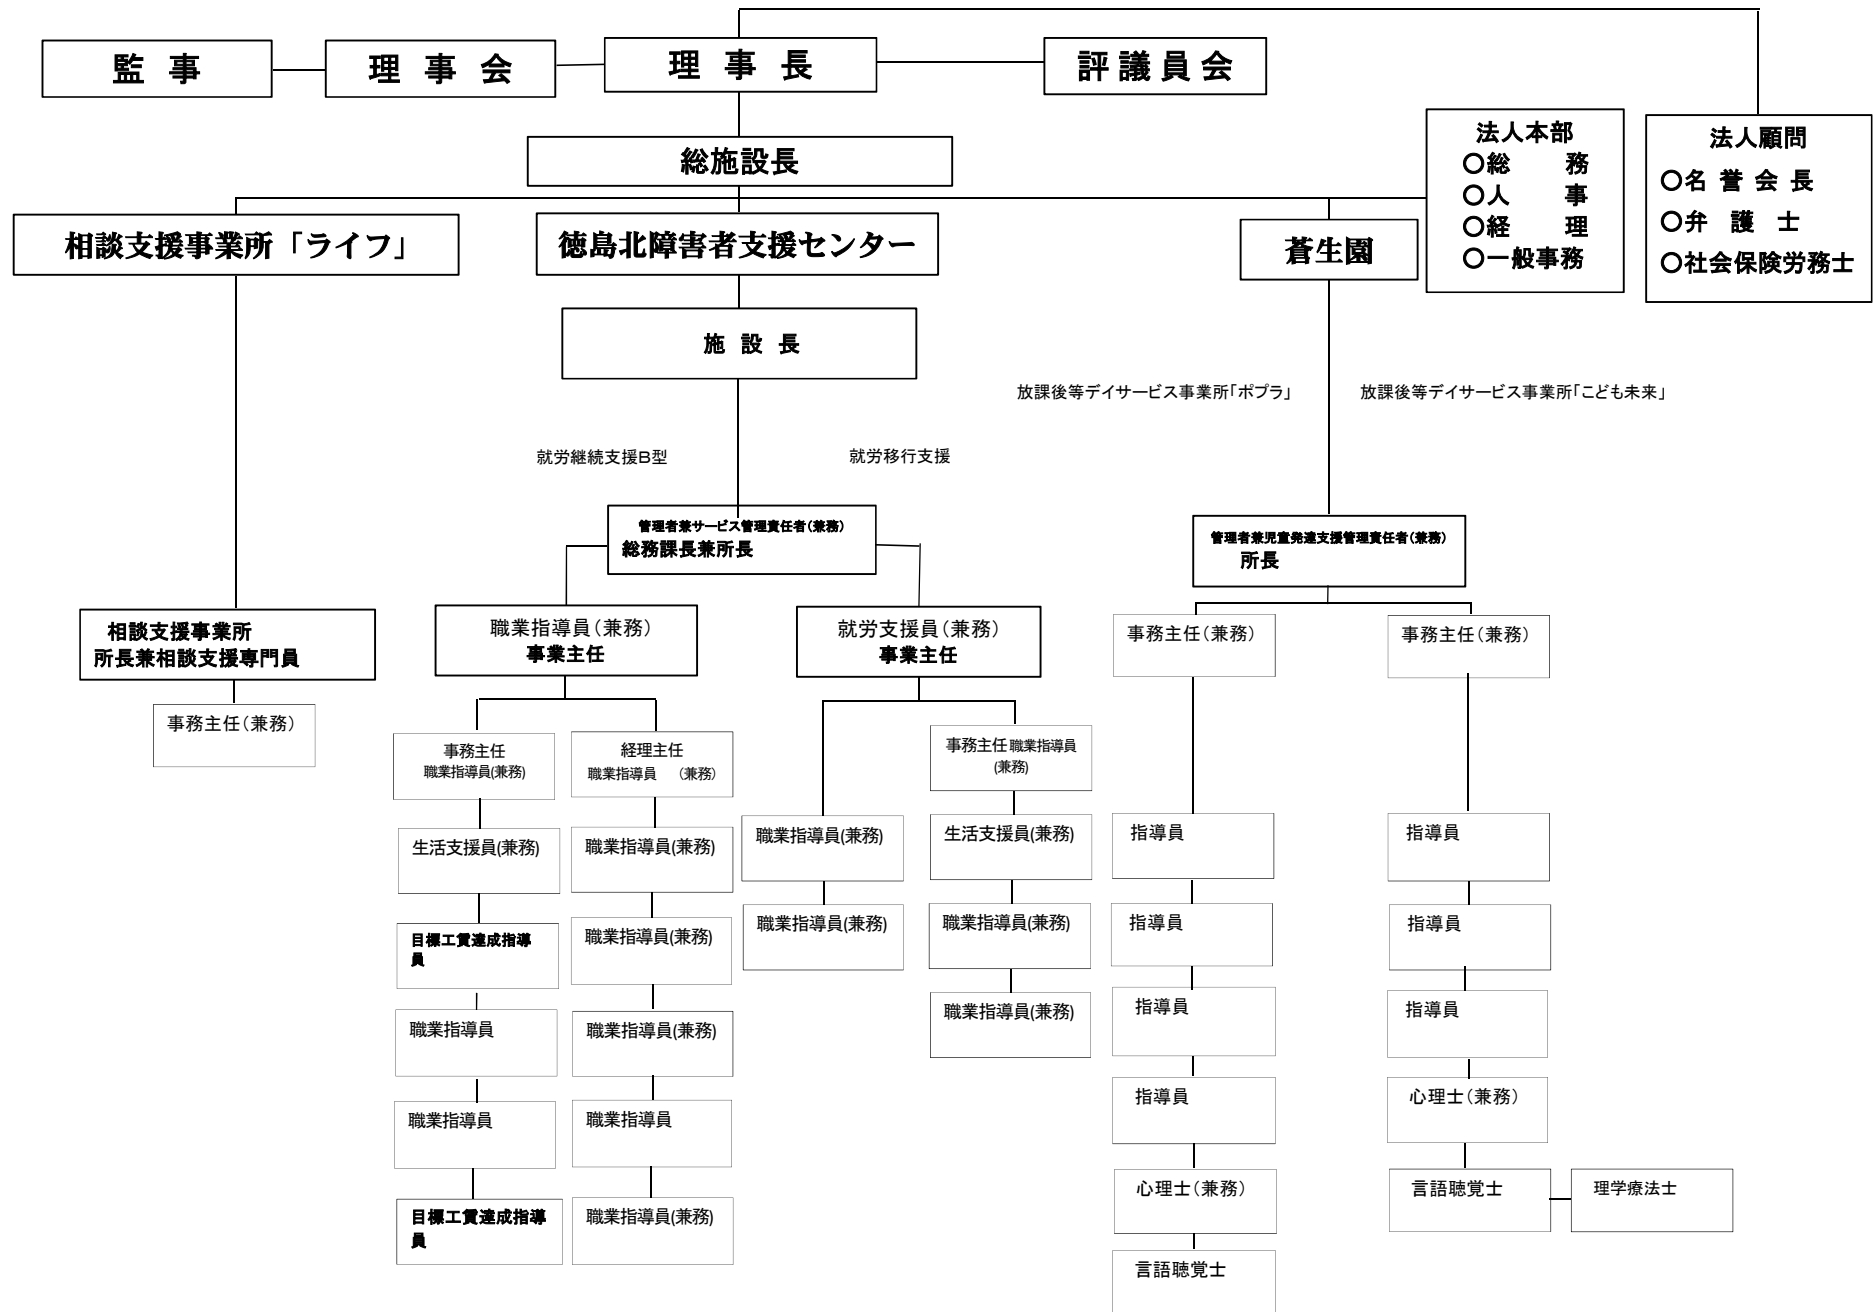 監 事
理 事 会
理 事 長
評 議 員 会
総施設長
法人本部
〇総 務
〇人 事
〇経 理
〇一般事務
法人顧問
〇名 誉 会 長
〇弁 護 士
〇社会保険労務士
相談支援事業所「ライフ」
徳島北障害者支援センター
蒼生園
施 設 長
放課後等デイサービス事業所「ポプラ」
放課後等デイサービス事業所「こども未来」
就労継続支援B型
就労移行支援
管理者兼サービス管理責任者(兼務)
総務課長兼所長
管理者兼児童発達支援管理責任者(兼務)
所長
相談支援事業所
所長兼相談支援専門員
事務主任(兼務)
職業指導員(兼務)
事業主任
就労支援員(兼務)
事業主任
事務主任(兼務)
事務主任(兼務)
事務主任
職業指導員(兼務)
生活支援員(兼務)
目標工賃達成指導
員
職業指導員
職業指導員
目標工賃達成指導
員
経理主任
職業指導員 (兼務)
職業指導員(兼務)
職業指導員(兼務)
職業指導員(兼務)
職業指導員
職業指導員(兼務)
職業指導員(兼務)
職業指導員(兼務)
事務主任 職業指導員
(兼務)
生活支援員(兼務)
職業指導員(兼務)
職業指導員(兼務)
指導員
指導員
指導員
指導員
心理士(兼務)
言語聴覚士
指導員
指導員
指導員
心理士(兼務)
言語聴覚士
理学療法士